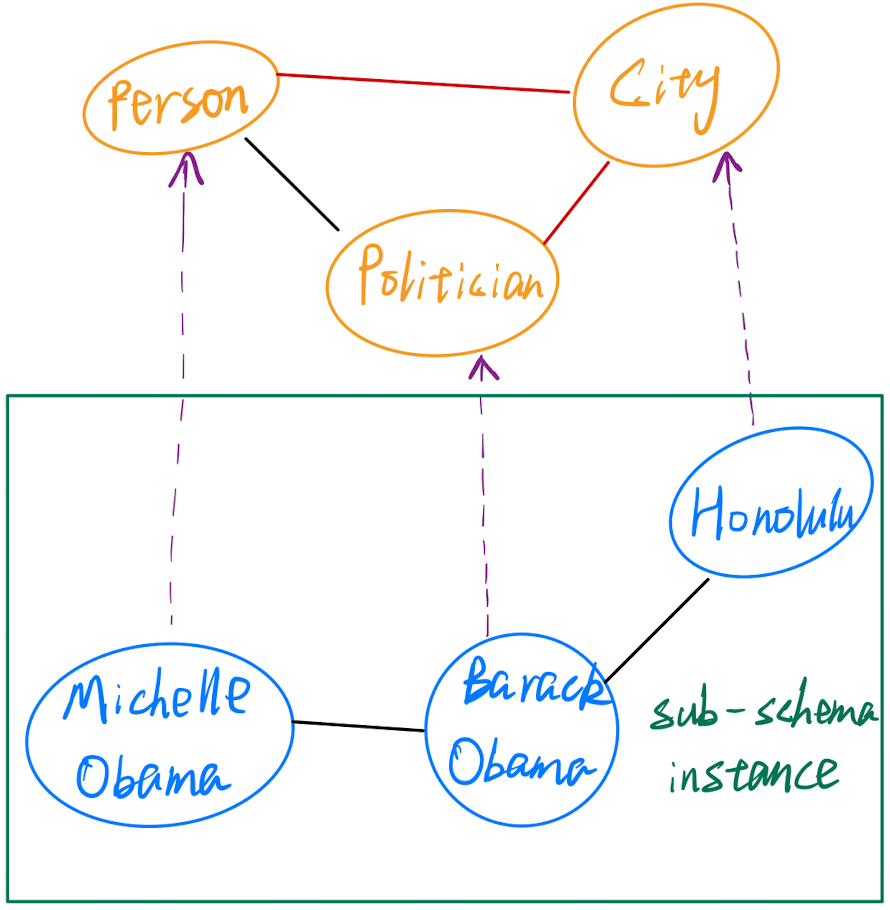 Person
City
Politician
Honolulu
Michelle
Obama
Barack
Obama
sub-schema
instance